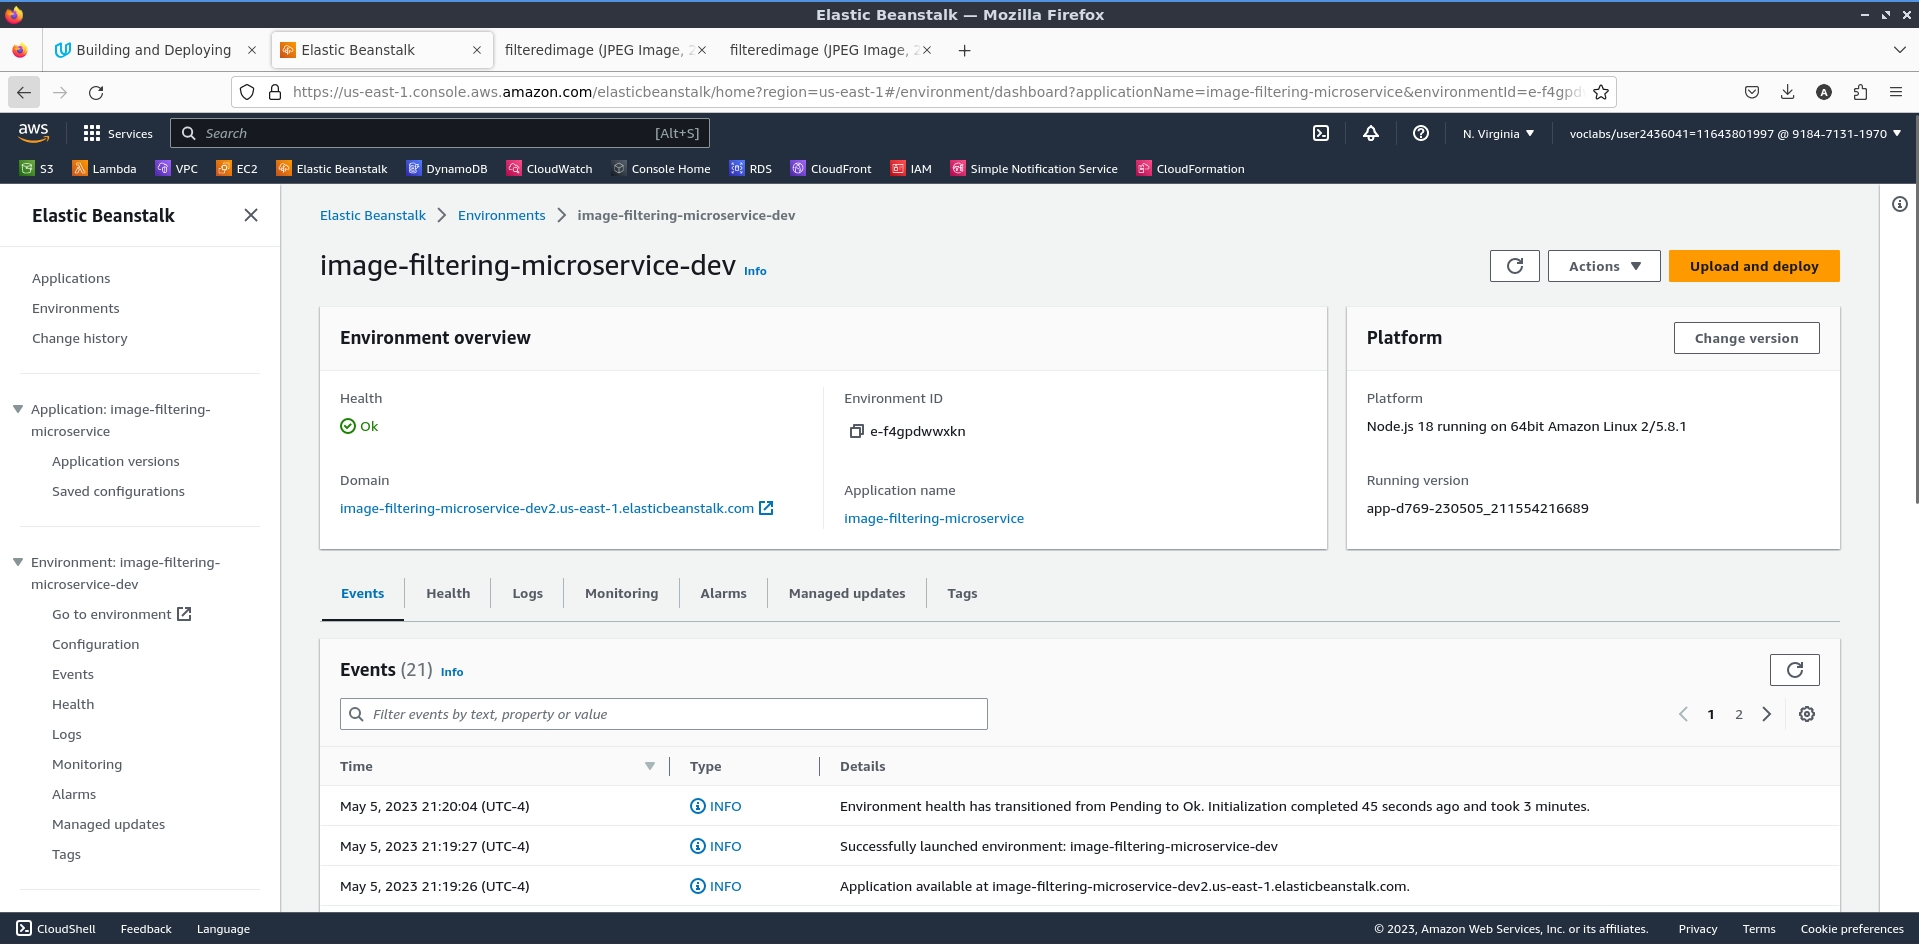 Elastic Beanstalk — Mozilla Firefox
Building and Deploying
Elastic Beanstalk
filteredimage (JPEG Image, 2
filteredimage (JPEG Image, 2
https://us-east-1.console.aws.amazon.com/elasticbeanstalk/home?region=us-east-1#/environment/dashboard?applicationName=image-filtering-microservice&environmentId=e-f4gpd
A
aws
Services
Search
[Alt+S]
N. Virginia
voclabs/user2436041=11643801997 @ 9184-7131-1970
S3
Lambda
VPC
EC2
Elastic Beanstalk
DynamoDB
CloudWatch
Console Home
RDS
CloudFront
IAM
Simple Notification Service
CloudFormation
Elastic Beanstalk
Applications
Environments
Change history
Application: image-filtering-
microservice
Application versions
Saved configurations
Environment: image-filtering-
microservice-dev
Go to environment
Configuration
Events
Health
Logs
Monitoring
Alarms
Managed updates
Tags
Elastic Beanstalk
Environments
image-filtering-microservice-dev
image-filtering-microservice-dev Info
Actions
Upload and deploy
Environment overview
Health
Ok
Domain
image-filtering-microservice-dev2.us-east-1.elasticbeanstalk.com
Environment ID
e-f4gpdwwxkn
Application name
image-filtering-microservice
Platform
Change version
Platform
Node.js 18 running on 64bit Amazon Linux 2/5.8.1
Running version
app-d769-230505_211554216689
Events
Health
Logs
Monitoring
Alarms
Managed updates
Tags
Events (21) Info
Filter events by text, property or value
1
2
Time
Type
Details
May 5, 2023 21:20:04 (UTC-4)
INFO
Environment health has transitioned from Pending to Ok. Initialization completed 45 seconds ago and took 3 minutes.
May 5, 2023 21:19:27 (UTC-4)
INFO
Successfully launched environment: image-filtering-microservice-dev
May 5, 2023 21:19:26 (UTC-4)
INFO
Application available at image-filtering-microservice-dev2.us-east-1.elasticbeanstalk.com.
CloudShell
Feedback
Language
© 2023, Amazon Web Services, Inc. or its affiliates.
Privacy
Terms
Cookie preferences